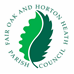 FAIR OAK AND HORTON HEATH
PARISH COUNCIL